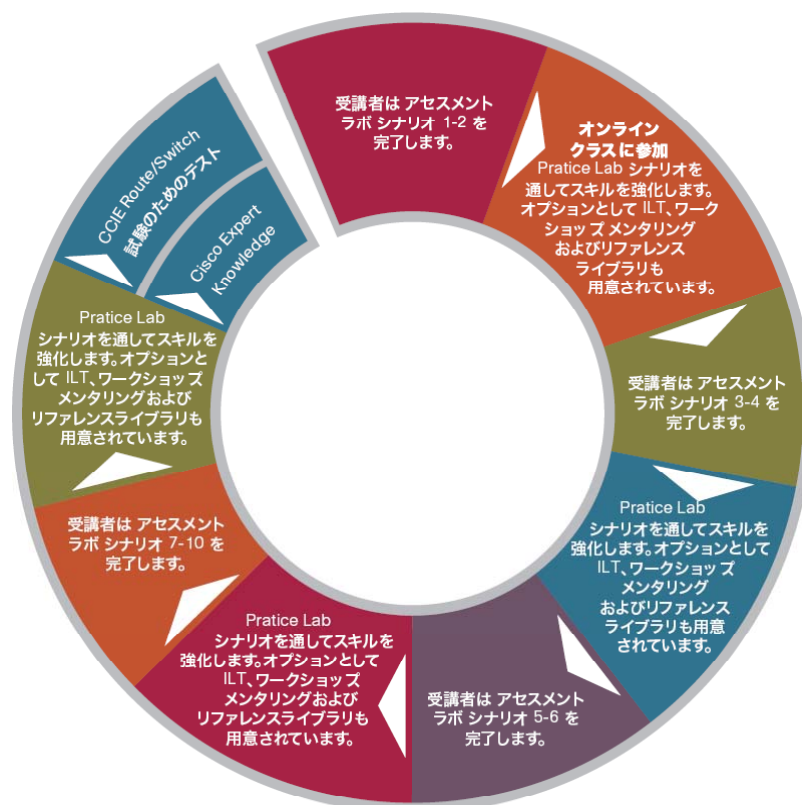 受講者は アセスメント
ラボ シナリオ 1-2 を
完了します。
オンライン
クラスに参加
Pratice Lab シナリオを
通してスキルを強化します。
オプションとして ILT、ワーク
ショップ メンタリング
およびリファレンス
ライブラリも
用意されています。
受講者は アセスメント
ラボ シナリオ 3-4 を
完了します。
Pratice Lab
シナリオを通してスキルを
強化します。オプションとして
ILT、ワークショップ
メンタリング
およびリファレンス
ライブラリも用意
されています。
受講者は アセスメント
ラボ シナリオ 5-6 を
完了します。
Pratice Lab
シナリオを通してスキルを
強化します。オプションとして
ILT、ワークショップ
メンタリングおよび
リファレンスライブラリも
用意されています。
受講者は アセスメント
ラボ シナリオ 7-10 を
完了します。
Pratice Lab
シナリオを通してスキルを
強化します。オプションと
して ILT、ワークショップ
メンタリングおよび
リファレンスライブラリも
用意されています。
CCIE Route/Switch
試験のためのテスト
Cisco Expert
Knowledge